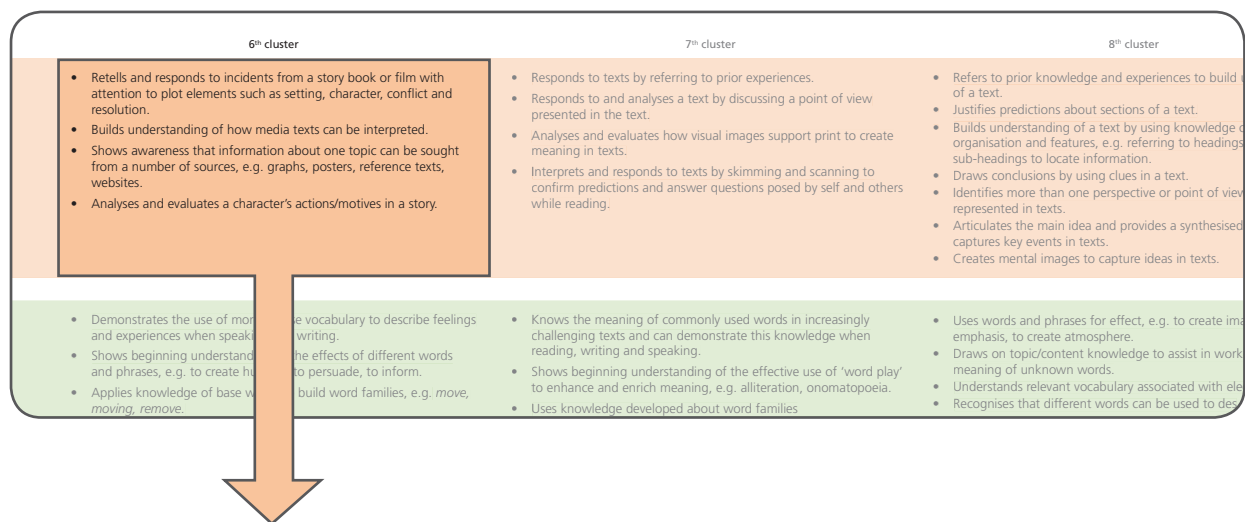 6th cluster
• Retells and responds to incidents from a story book or film with
attention to plot elements such as setting, character, conflict and
resolution.
• Builds understanding of how media texts can be interpreted.
• Shows awareness that information about one topic can be sought
from a number of sources, e.g. graphs, posters, reference texts,
websites.
• Analyses and evaluates a character's actions/motives in a story.
7th cluster
• Responds to texts by referring to prior experiences.
• Responds to and analyses a text by discussing a point of view
presented in the text.
• Analyses and evaluates how visual images support print to create
meaning in texts.
• Interprets and responds to texts by skimming and scanning to
confirm predictions and answer questions posed by self and others
while reading.
8th cluster
• Refers to prior knowledge and experiences to build
of a text.
• Justifies predictions about sections of a text.
• Builds understanding of a text by using knowledge
organisation and features, e.g. referring to headings
sub-headings to locate information.
• Draws conclusions by using clues in a text.
• Identifies more than one perspective or point of view
represented in texts.
• Articulates the main idea and provides a synthesised
captures key events in texts.
• Creates mental images to capture ideas in texts.
• Demonstrates the use of vocabulary to describe feelings
and experiences when writing.
• Shows beginning the effects of different words
and phrases, e.g. to create to persuade, to inform.
• Applies knowledge of base build word families, e.g. move,
moving, remove.
• Knows the meaning of commonly used words in increasingly
challenging texts and can demonstrate this knowledge when
reading, writing and speaking.
• Shows beginning understanding of the effective use of 'word play'
to enhance and enrich meaning, e.g. alliteration, onomatopoeia.
• Uses knowledge developed about word families
• Uses words and phrases for effect, e.g. to create
emphasis, to create atmosphere.
• Draws on topic/content knowledge to assist in
meaning of unknown words.
• Understands relevant vocabulary associated with
• Recognises that different words can be used to